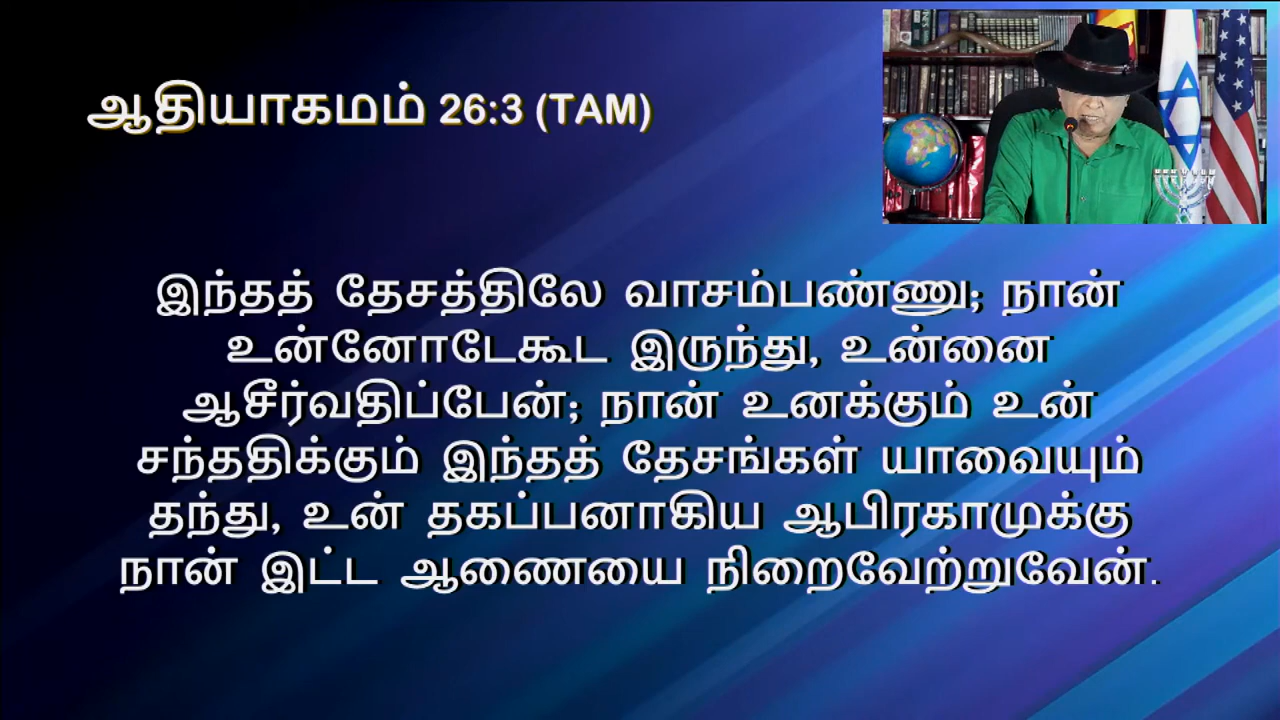 ஆதியாகமம் 26:3 (TAM)
இந்தத் தேசத்திலே வாசம்பண்ணு; நான்
உன்னோடேகூட இருந்து, உன்னை
ஆசீர்வதிப்பேன்; நான் உனக்கும் உன்
சந்ததிக்கும் இந்தத் தேசங்கள் யாவையும்
தந்து, உன் தகப்பனாகிய ஆபிரகாமுக்கு
நான் இட்ட ஆணையை நிறைவேற்றுவேன்.